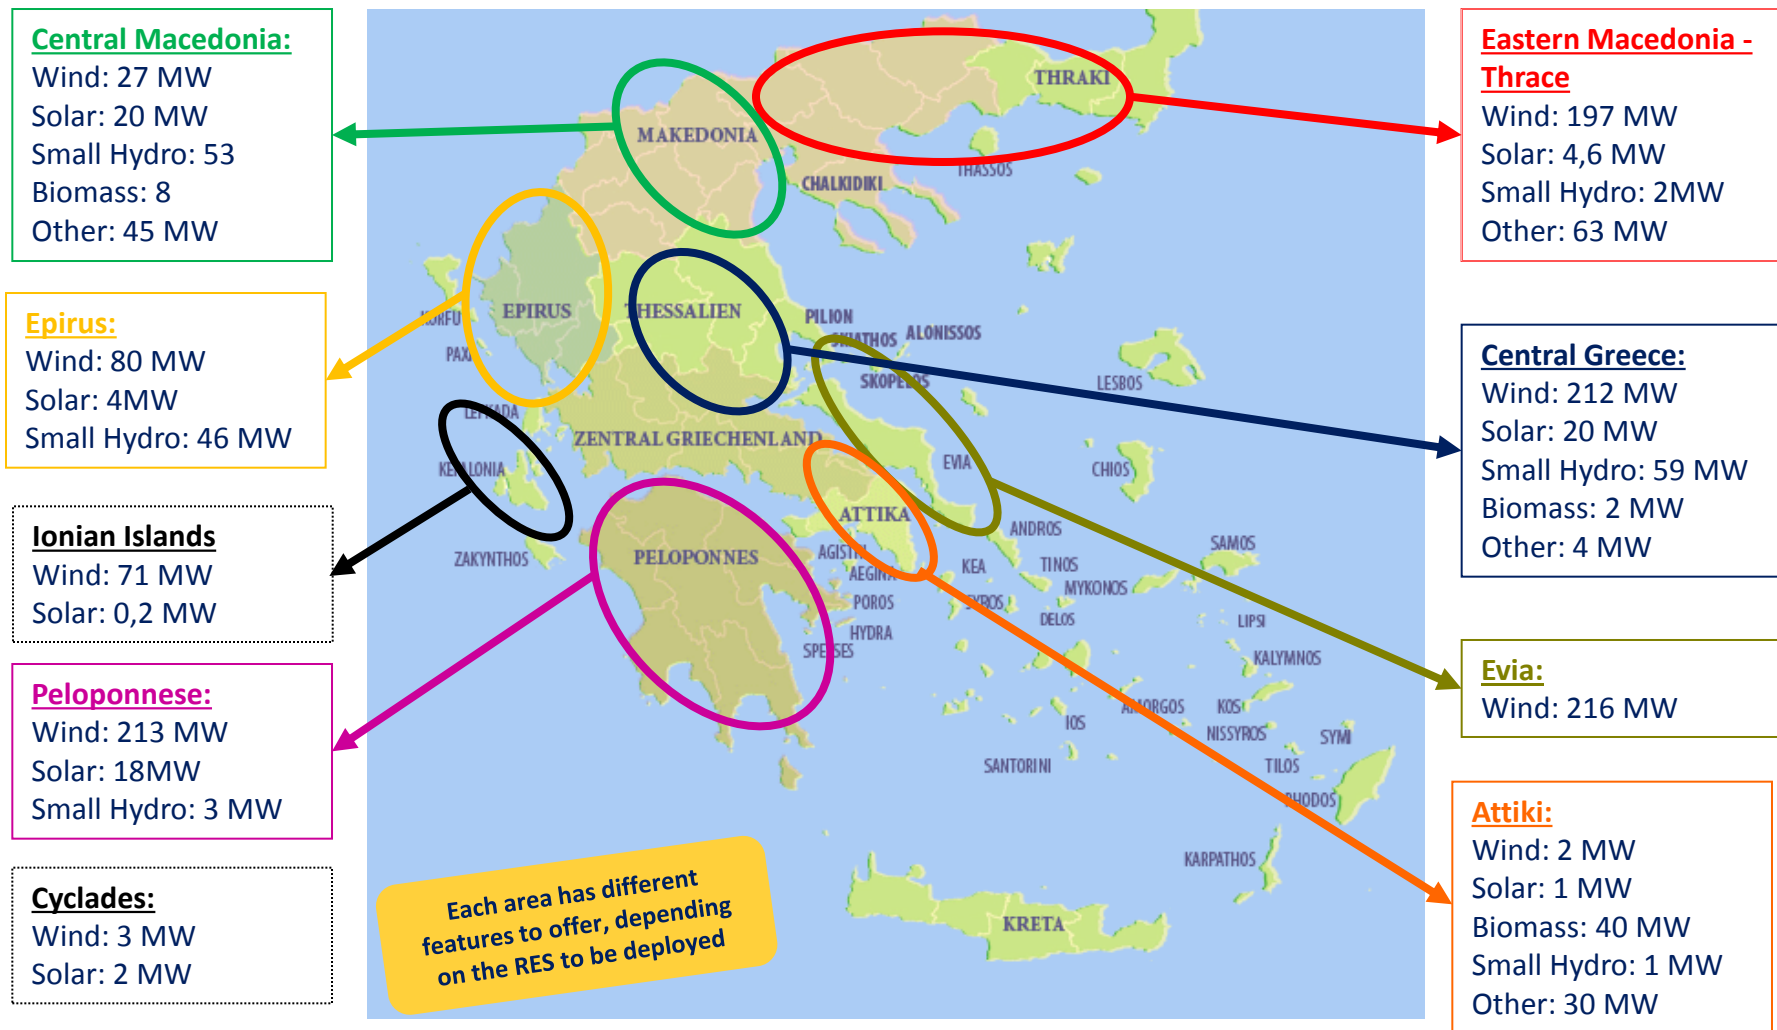 Central Macedonia:
Wind: 27 MW
Solar: 20 MW
Small Hydro: 53
Biomass: 8
Other: 45 MW
Epirus:
Wind: 80 MW
Solar: 4MW
Small Hydro: 46 MW
Ionian Islands
Wind: 71 MW
Solar: 0,2 MW
Peloponnese:
Wind: 213 MW
Solar: 18MW
Small Hydro: 3 MW
Cyclades:
Wind: 3 MW
Solar: 2 MW
THRAKI
MAKEDONIA
THASSOS
CHALKIDIKI
EPIRUS
THESSALIEN
KORFU
PILION
SKIATHOS
ALONISSOS
SKOPELOS
LESBOS
LEFKADA
ZENTRAL GRIECHENLAND
KEFALONIA
EVIA
CHIOS
ATTIKA
ANDROS
ZAKYNTHOS
PELOPONNES
AGISTRI
AEGINA
KEA
TINOS
SAMOS
MYKONOS
POROS
SYROS
DELOS
LIPSI
HYDRA
SPETSES
KALYMNOS
AMORGOS
KOS
IOS
NISSYROS
SYMI
SANTORINI
TILOS
RHODOS
KARPATHOS
KRETA
Each area has different
features to offer, depending
on the RES to be deployed
Eastern Macedonia -
Thrace
Wind: 197 MW
Solar: 4,6 MW
Small Hydro: 2MW
Other: 63 MW
Central Greece:
Wind: 212 MW
Solar: 20 MW
Small Hydro: 59 MW
Biomass: 2 MW
Other: 4 MW
Evia:
Wind: 216 MW
Attiki:
Wind: 2 MW
Solar: 1 MW
Biomass: 40 MW
Small Hydro: 1 MW
Other: 30 MW